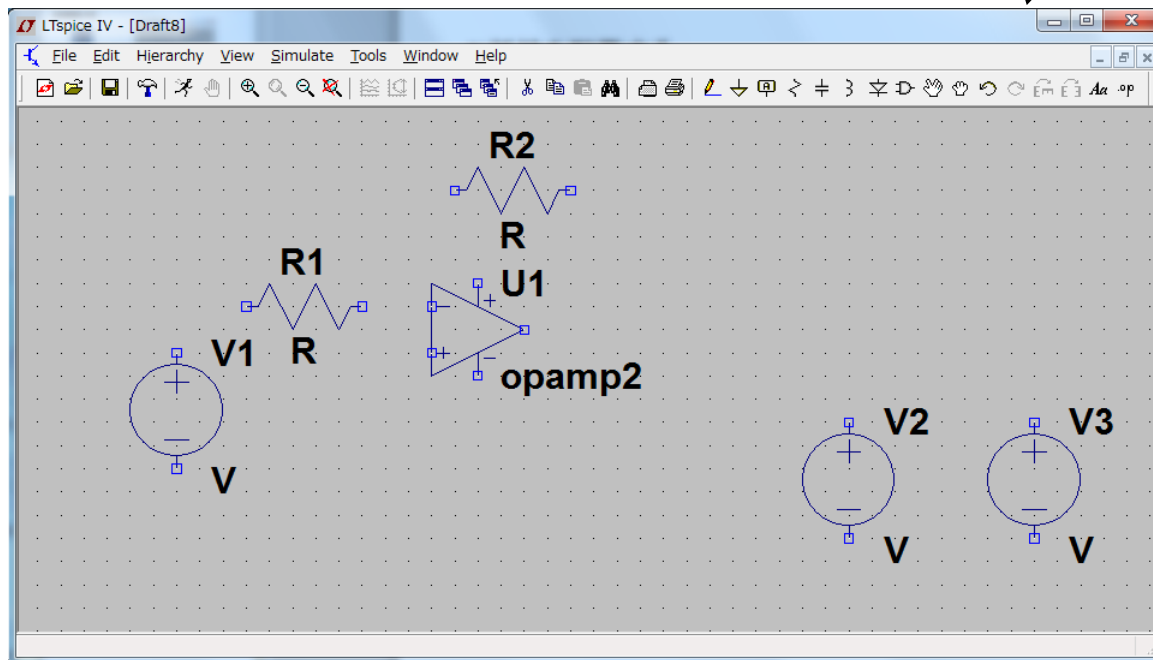 LTspice IV - [Draft8]
File Edit Hierarchy View Simulate Tools Window Help
Aa .op
R2
R
R1
R
U1
opamp2
V1
V
V2
V
V3
V